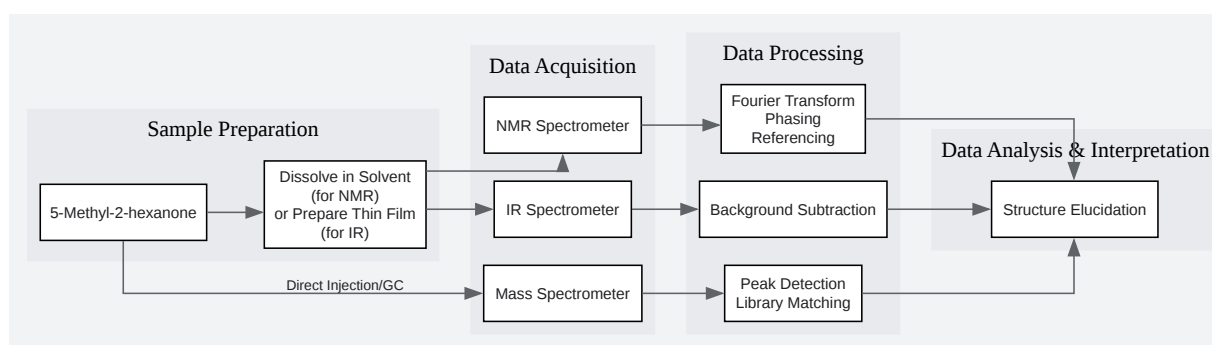 Sample Preparation
5-Methyl-2-hexanone
Dissolve in Solvent
(for NMR)
or Prepare Thin Film
(for IR)
Direct Injection/GC
Data Acquisition
NMR Spectrometer
IR Spectrometer
Mass Spectrometer
Data Processing
Fourier Transform
Phasing
Referencing
Background Subtraction
Peak Detection
Library Matching
Data Analysis & Interpretation
Structure Elucidation